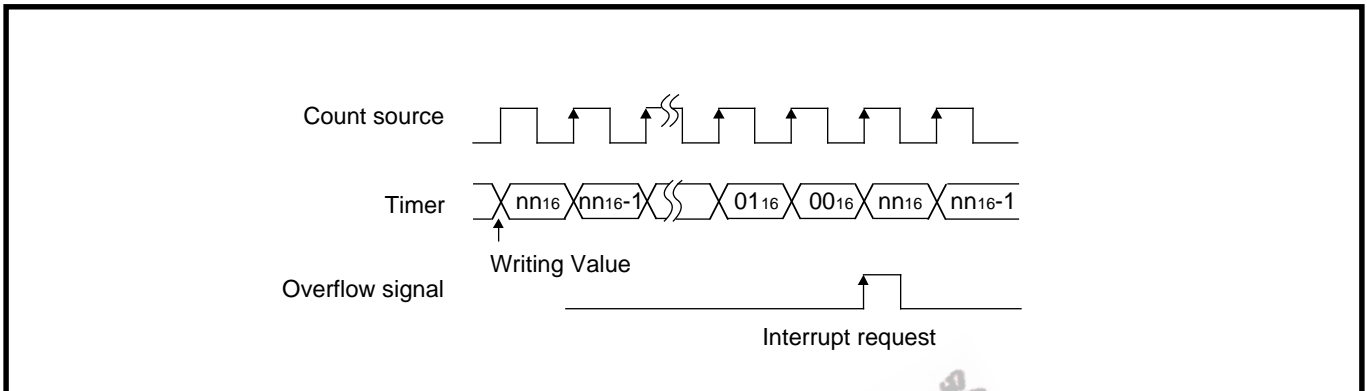 Count source
Timer
nn16 nn16-1 0116 0016 nn16 nn16-1
Writing Value
Overflow signal
Interrupt request